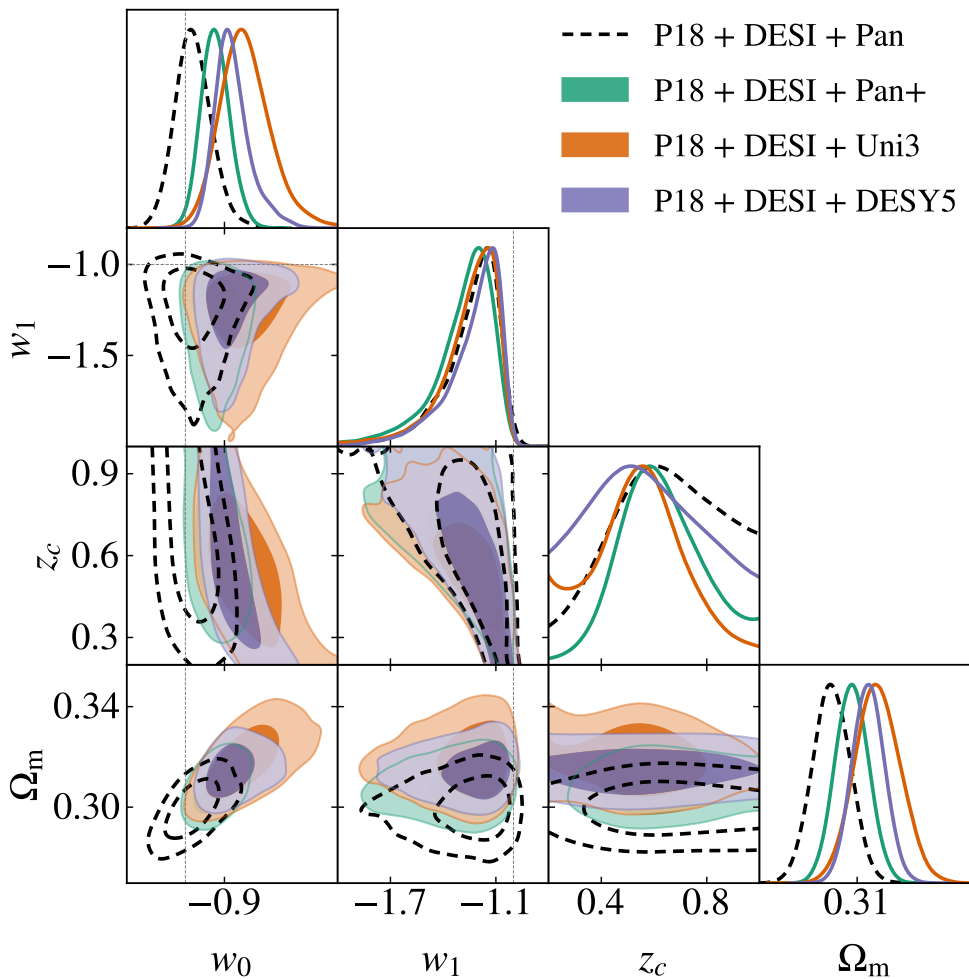 P18 + DESI + Pan
P18 + DESI + Pan+
P18 + DESI + Uni3
P18 + DESI + DESY5
−1.0
−1.5
w₁
0.9
0.6
0.3
z_c
0.34
0.30
Ωₘ
−0.9
−1.7
−1.1
0.4
0.8
0.31
w₀
w₁
z_c
Ωₘ